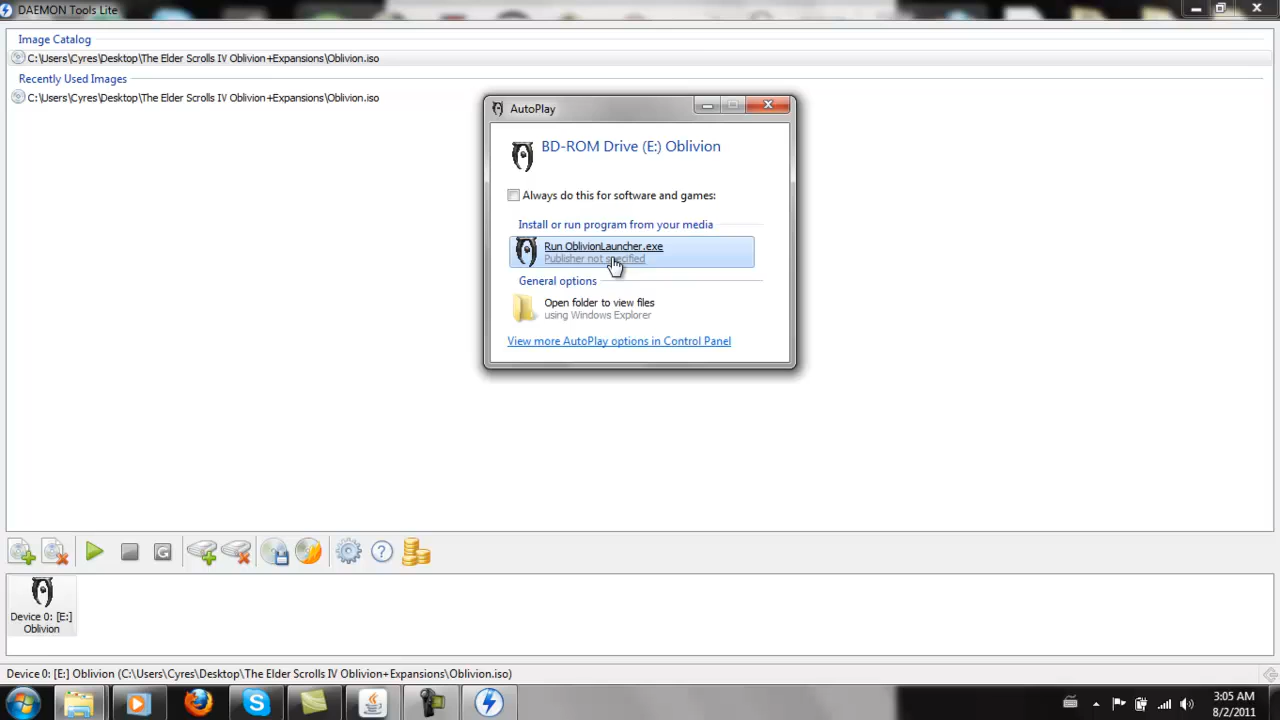 DAEMON Tools Lite
Image Catalog
C:\Users\Cyres\Desktop\The Elder Scrolls IV Oblivion+Expansions\Oblivion.iso
Recently Used Images
C:\Users\Cyres\Desktop\The Elder Scrolls IV Oblivion+Expansions\Oblivion.iso
AutoPlay
BD-ROM Drive (E:) Oblivion
Always do this for software and games:
Install or run program from your media
Run OblivionLauncher.exe
Publisher not specified
General options
Open folder to view files
using Windows Explorer
View more AutoPlay options in Control Panel
Device 0: [E:]
Oblivion
Device 0: [E:] Oblivion (C:\Users\Cyres\Desktop\The Elder Scrolls IV Oblivion+Expansions\Oblivion.iso)
3:05 AM
8/2/2011